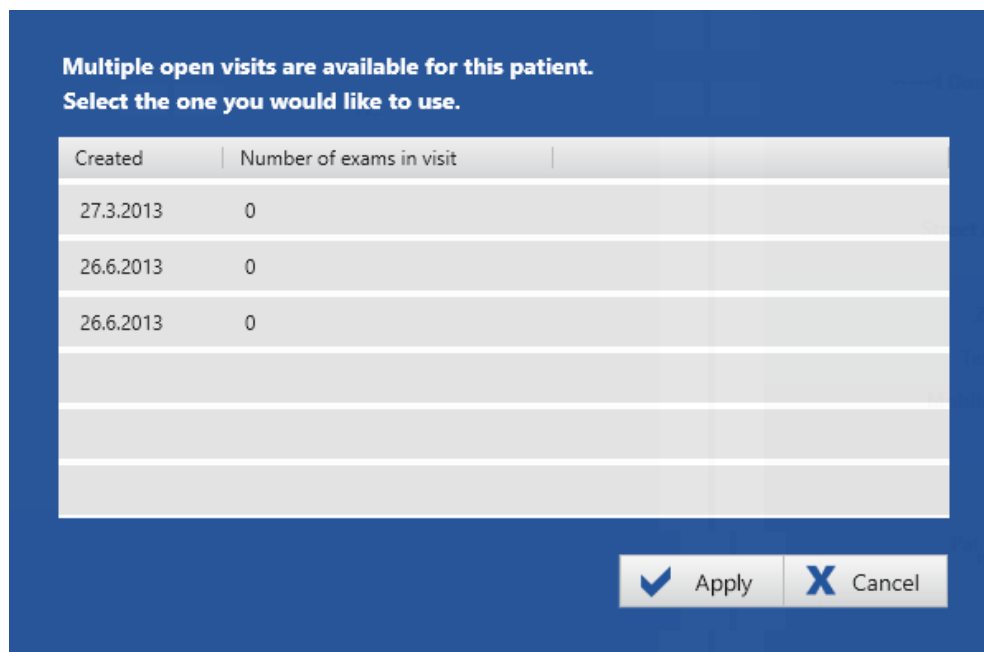 Multiple open visits are available for this patient.
Select the one you would like to use.
Created Number of exams in visit
27.3.2013 0
26.6.2013 0
26.6.2013 0
Apply Cancel